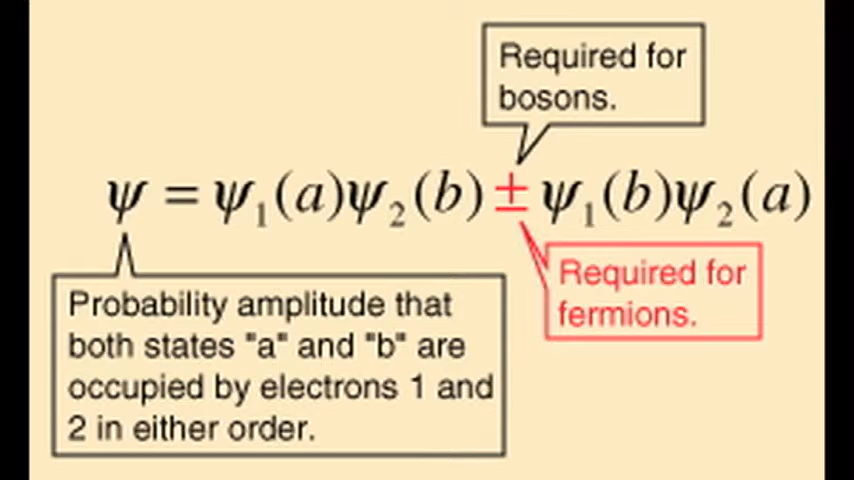 Required for
bosons.
ψ = ψ₁(a)ψ₂(b) ± ψ₁(b)ψ₂(a)
Required for
fermions.
Probability amplitude that
both states "a" and "b" are
occupied by electrons 1 and
2 in either order.